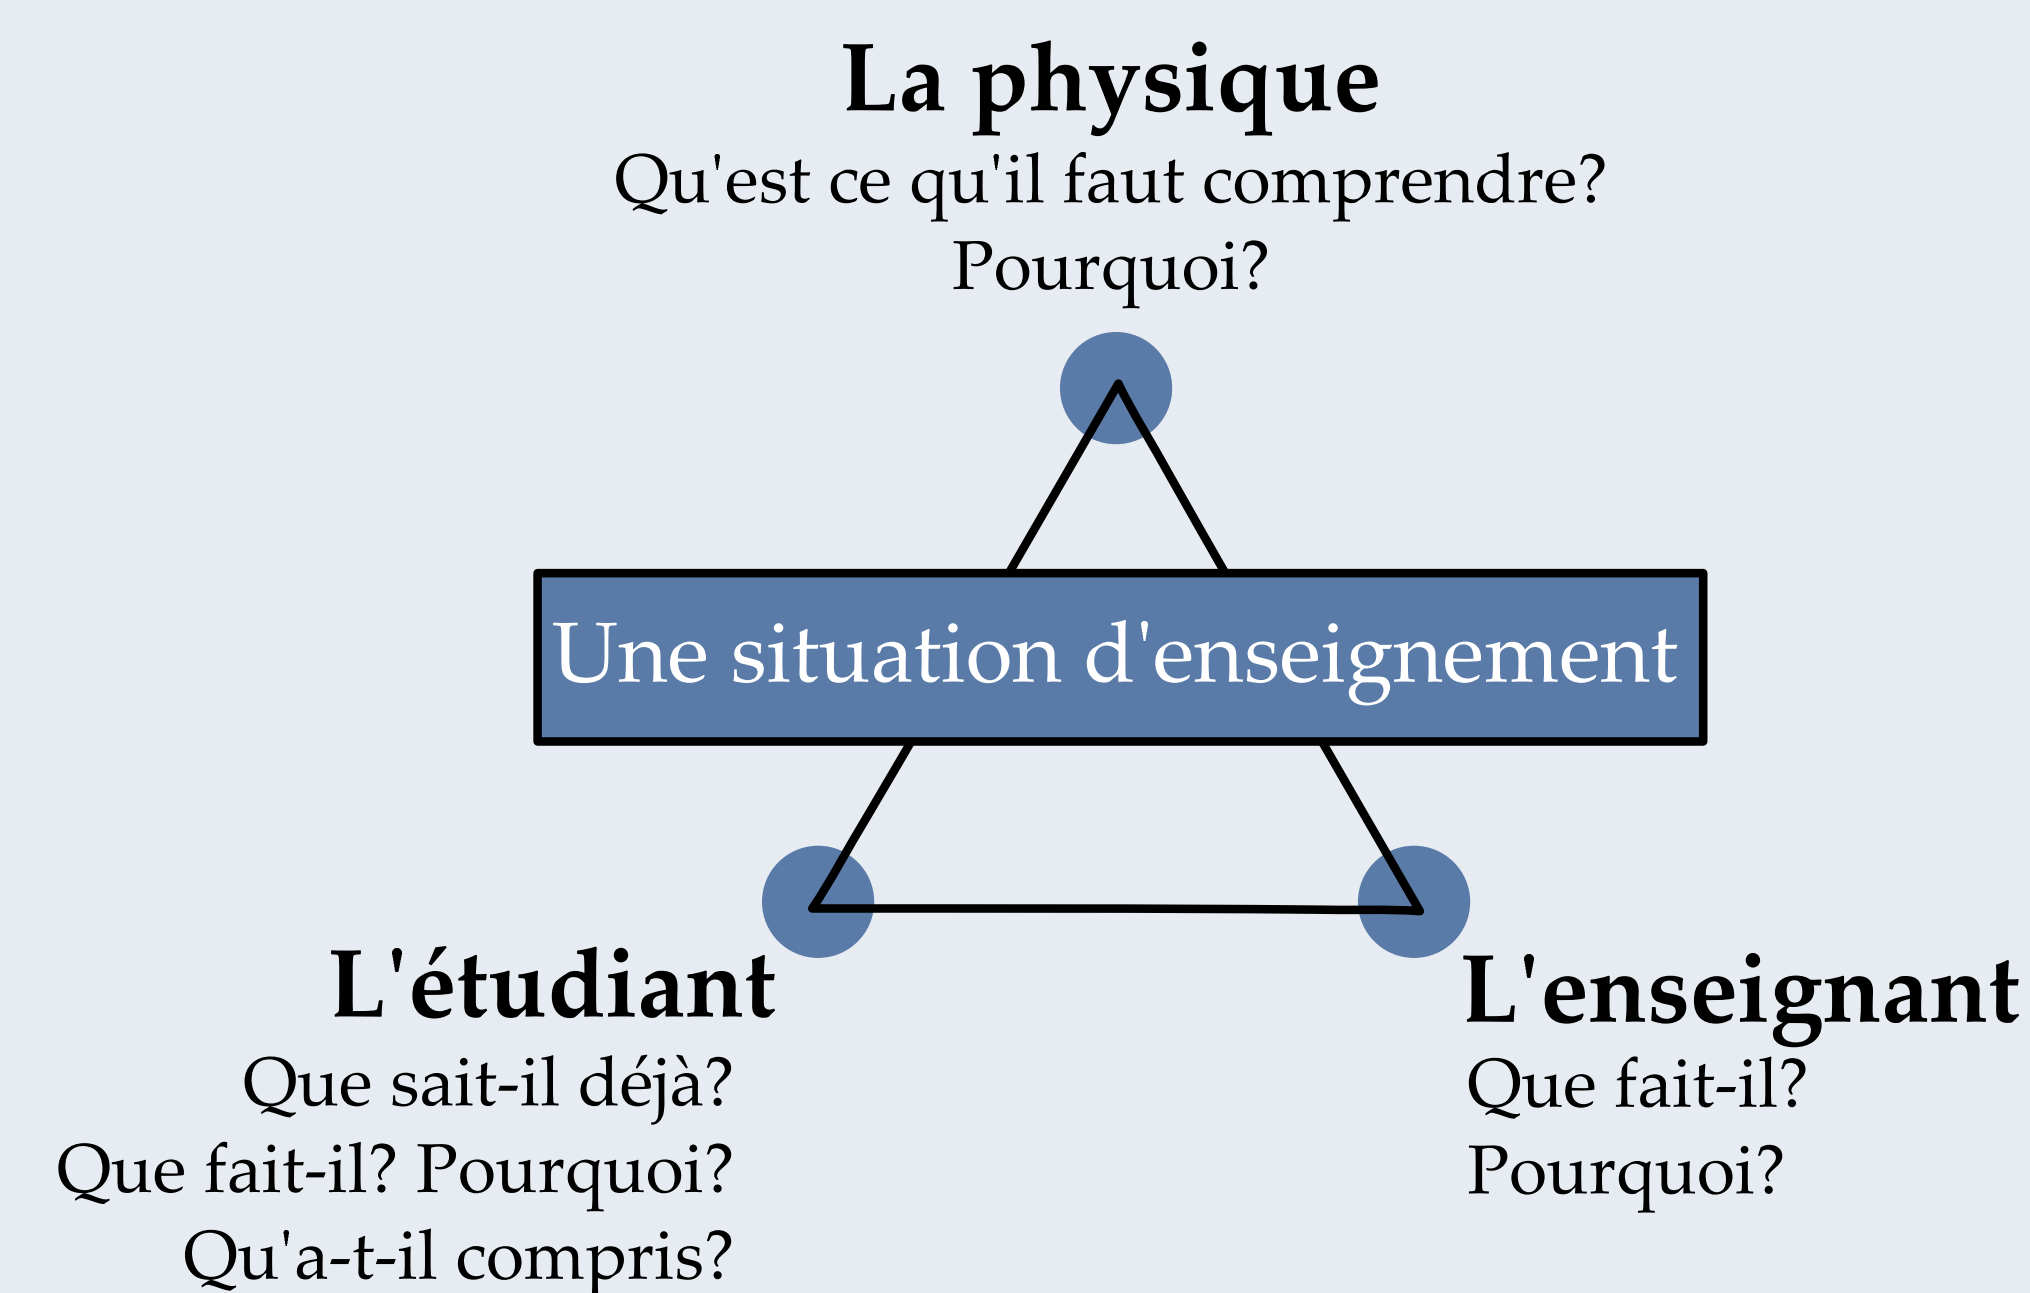 La physique
Qu'est ce qu'il faut comprendre?
Pourquoi?
Une situation d'enseignement
L'étudiant
Que sait-il déjà?
Que fait-il? Pourquoi?
Qu'a-t-il compris?
L'enseignant
Que fait-il?
Pourquoi?